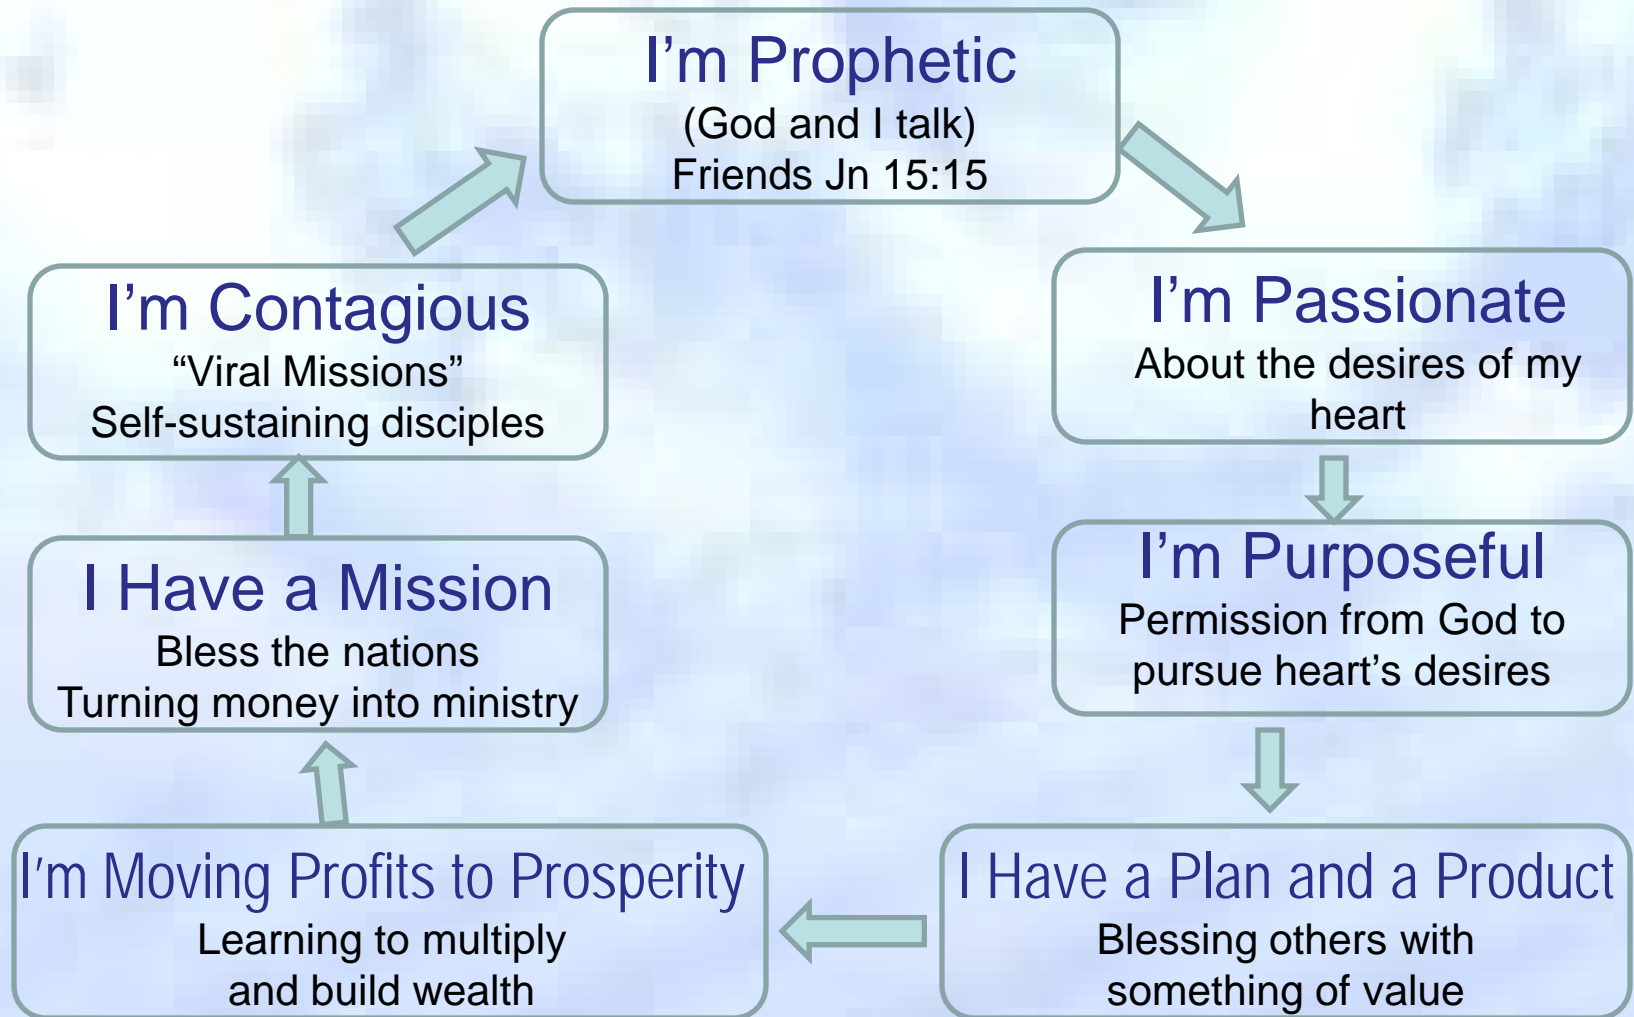 I’m Prophetic
(God and I talk)
Friends Jn 15:15
I’m Passionate
About the desires of my
heart
I’m Purposeful
Permission from God to
pursue heart’s desires
I Have a Plan and a Product
Blessing others with
something of value
I’m Moving Profits to Prosperity
Learning to multiply
and build wealth
I Have a Mission
Bless the nations
Turning money into ministry
I’m Contagious
“Viral Missions”
Self-sustaining disciples